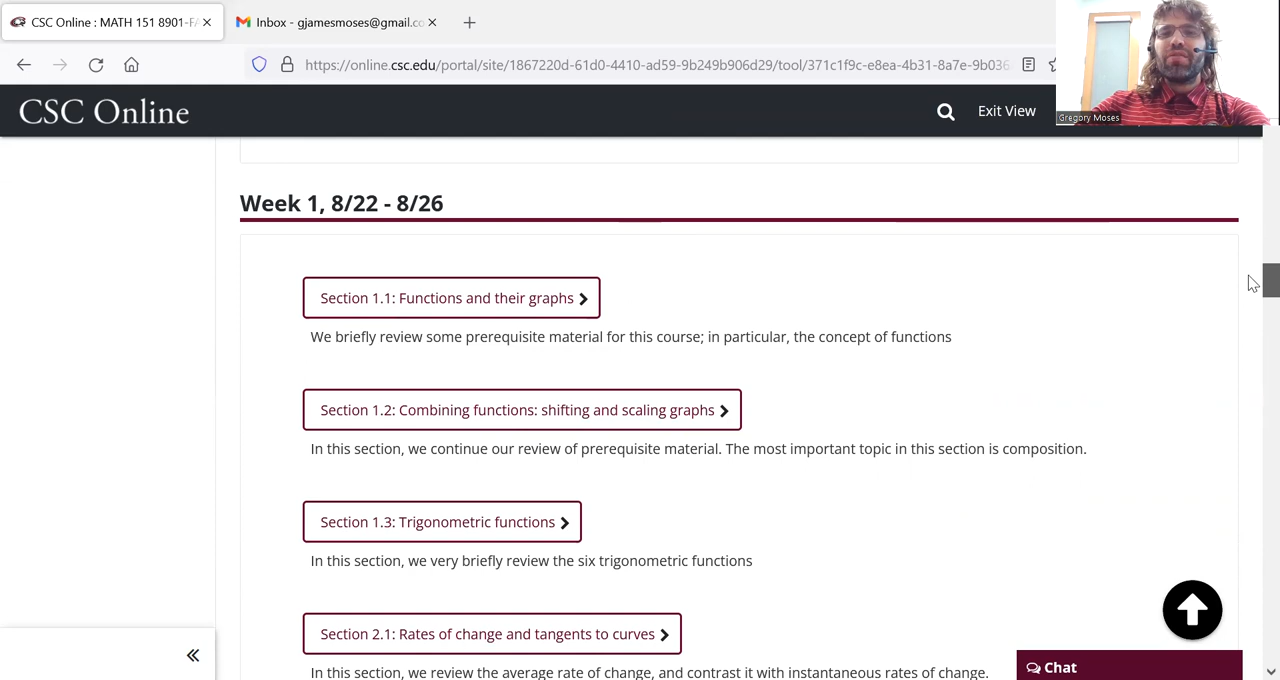 CSC Online : MATH 151 8901-FA
Inbox - gjamesmoses@gmail.co
https://online.csc.edu/portal/site/1867220d-61d0-4410-ad59-9b249b906d29/tool/371c1f9c-e8ea-4b31-8a7e-9b036
CSC Online
Exit View
Gregory Moses
Week 1, 8/22 - 8/26
Section 1.1: Functions and their graphs
We briefly review some prerequisite material for this course; in particular, the concept of functions
Section 1.2: Combining functions: shifting and scaling graphs
In this section, we continue our review of prerequisite material. The most important topic in this section is composition.
Section 1.3: Trigonometric functions
In this section, we very briefly review the six trigonometric functions
Section 2.1: Rates of change and tangents to curves
In this section, we review the average rate of change, and contrast it with instantaneous rates of change.
Chat